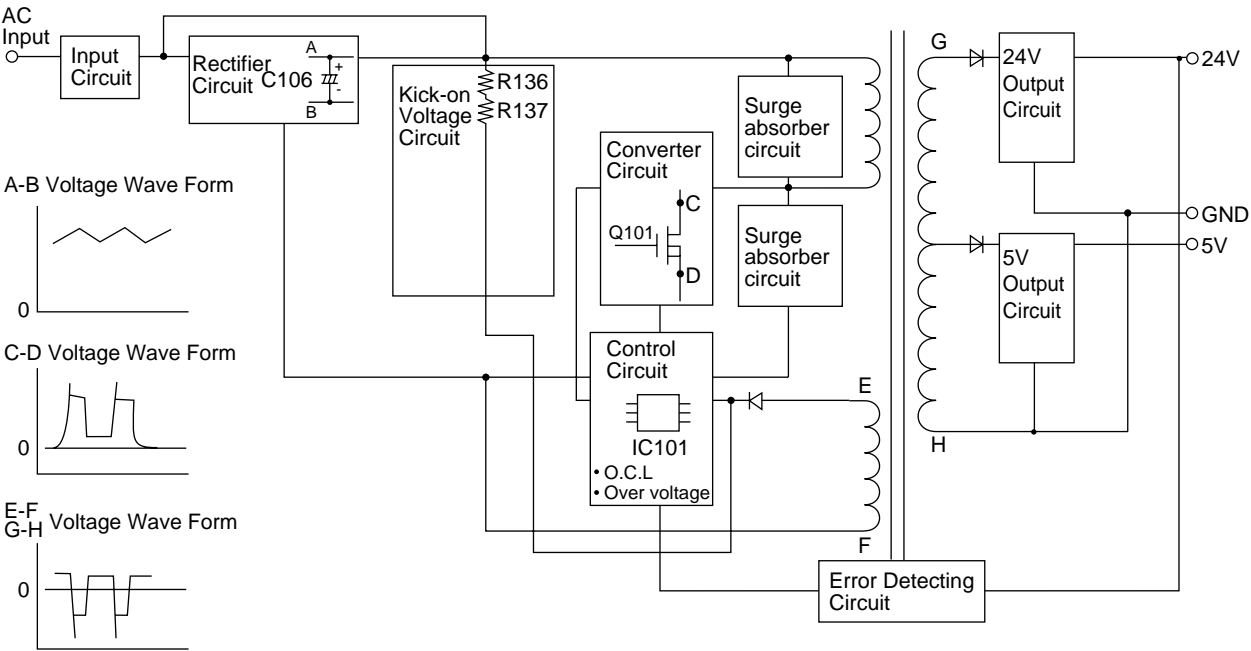 AC
Input
Input
Circuit
Rectifier
Circuit
C106
A
+
-
B
Kick-on
Voltage
Circuit
R136
R137
Converter
Circuit
C
Q101
D
Surge
absorber
circuit
Surge
absorber
circuit
Control
Circuit
IC101
• O.C.L
• Over voltage
E
F
G
H
24V
Output
Circuit
5V
Output
Circuit
24V
GND
5V
Error Detecting
Circuit
A-B Voltage Wave Form
0
C-D Voltage Wave Form
0
E-F
G-H Voltage Wave Form
0